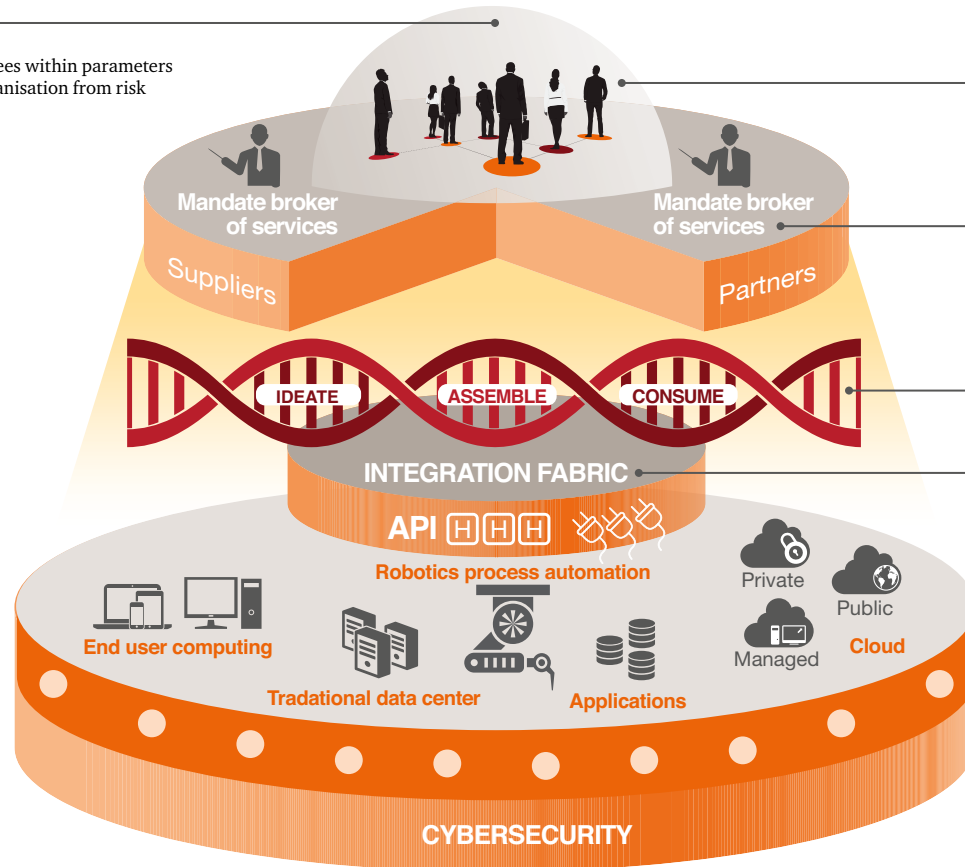 ees within parameters
anisation from risk
Mandate broker
of services
Mandate broker
of services
Suppliers
Partners
IDEATE
ASSEMBLE
CONSUME
INTEGRATION FABRIC
API H H H
Robotics process automation
Private
Public
Managed
Cloud
End user computing
Tradational data center
Applications
CYBERSECURITY